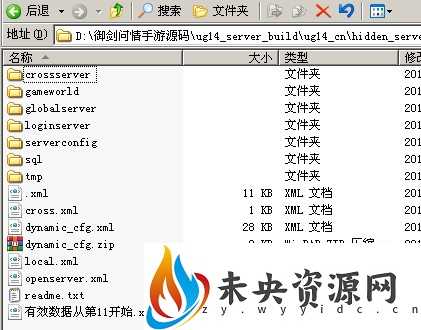 后退 搜索 文件夹
地址(D) D:\御剑问情手游源码\ug14_server_build\ug14_cn\hidden_serve
名称 大小 类型 修改
crossserver 文件夹 201
gameworld 文件夹 201
globalserver 文件夹 201
loginserver 文件夹 201
serverconfig 文件夹 201
sql 文件夹 201
tmp 文件夹 201
.xml 11 KB XML 文档 201
cross.xml 1 KB XML 文档 201
dynamic_cfg.xml 28 KB XML 文档 201
dynamic_cfg.zip
local.xml
openserver.xml
readme.txt
有效数据从第11开始.x
未央资源网
zy.wyyidc.cn